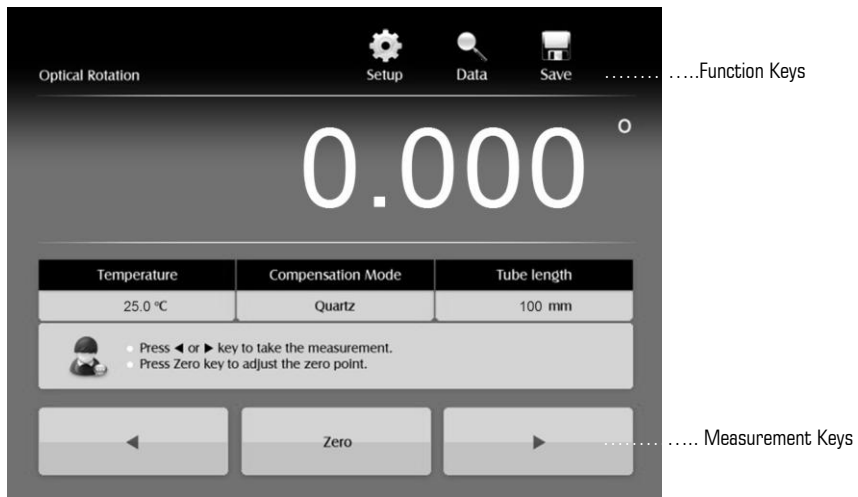 Optical Rotation
Setup Data Save
…………..Function Keys
0.000 °
Temperature Compensation Mode Tube length
25.0 ℃ Quartz 100 mm
Press ◀ or ▶ key to take the measurement.
Press Zero key to adjust the zero point.
◀ Zero ▶
………….. Measurement Keys